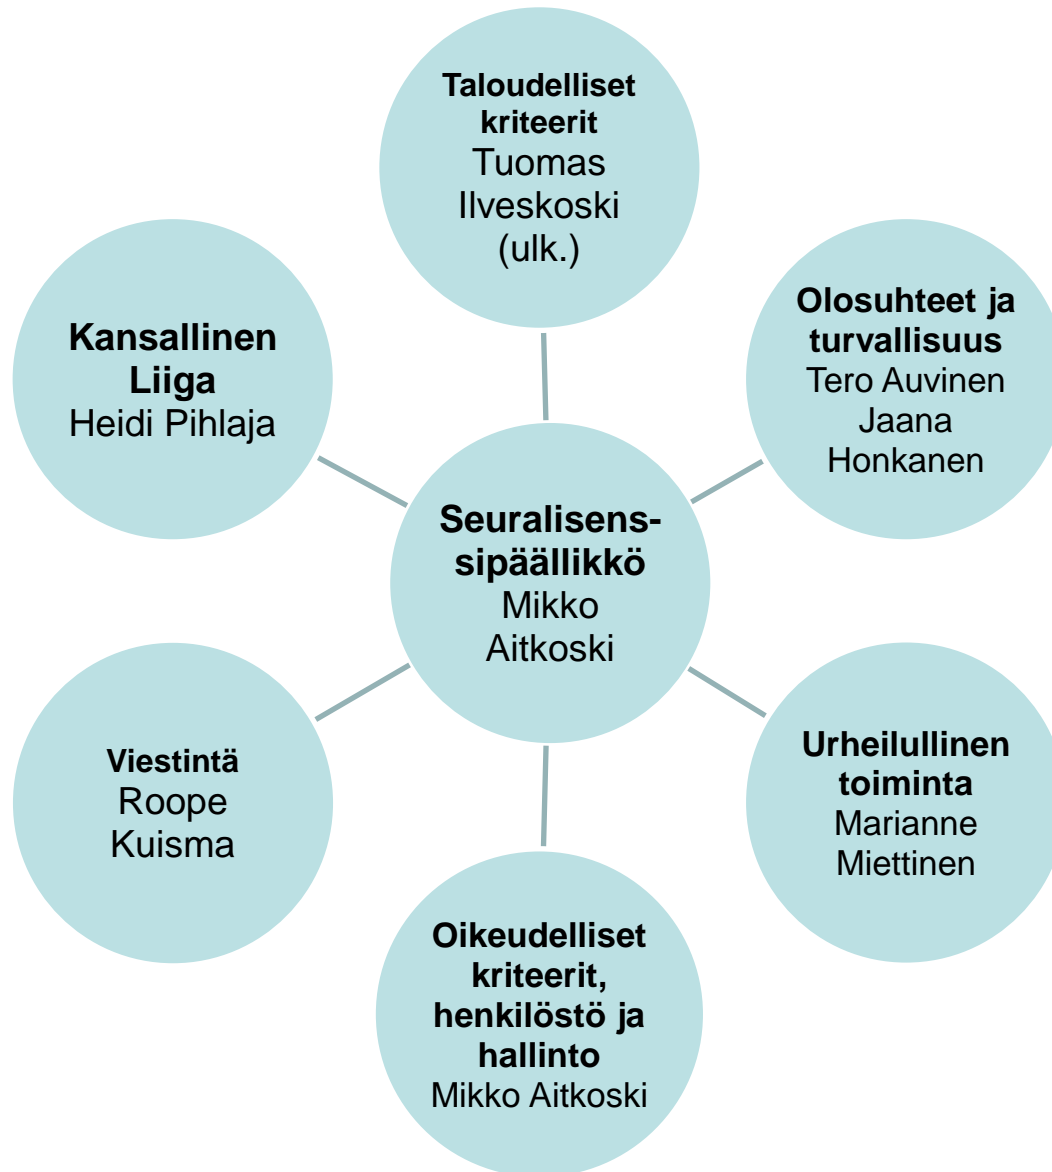 Taloudelliset
kriteerit
Tuomas
Ilveskoski
(ulk.)
Olosuhteet ja
turvallisuus
Tero Auvinen
Jaana
Honkanen
Kansallinen
Liiga
Heidi Pihlaja
Seuralisens-
sipäällikkö
Mikko
Aitkoski
Viestintä
Roope
Kuisma
Urheilullinen
toiminta
Marianne
Miettinen
Oikeudelliset
kriteerit,
henkilöstö ja
hallinto
Mikko Aitkoski